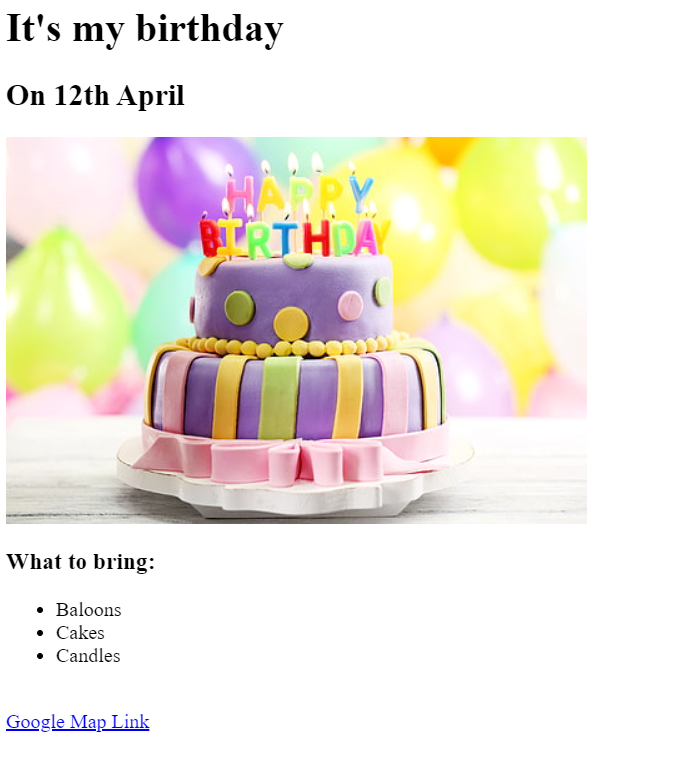 It's my birthday
On 12th April
HAPPY
BIRTHDAY
What to bring:
Baloons
Cakes
Candles
Google Map Link